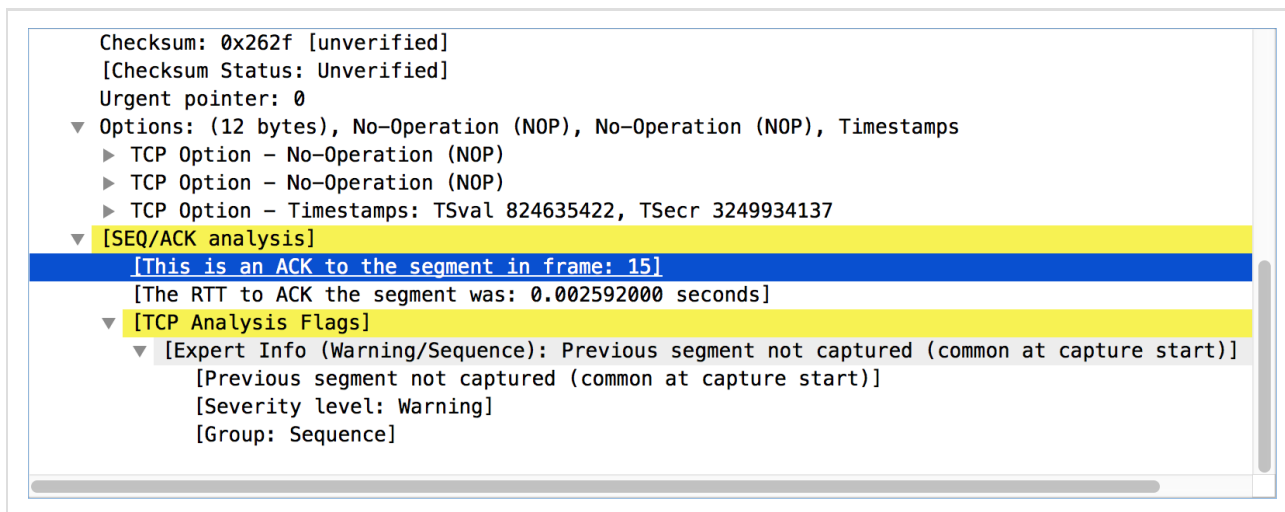 Checksum: 0x262f [unverified]
[Checksum Status: Unverified]
Urgent pointer: 0
Options: (12 bytes), No–Operation (NOP), No–Operation (NOP), Timestamps
TCP Option – No–Operation (NOP)
TCP Option – No–Operation (NOP)
TCP Option – Timestamps: TSval 824635422, TSecr 3249934137
[SEQ/ACK analysis]
[This is an ACK to the segment in frame: 15]
[The RTT to ACK the segment was: 0.002592000 seconds]
[TCP Analysis Flags]
[Expert Info (Warning/Sequence): Previous segment not captured (common at capture start)]
[Previous segment not captured (common at capture start)]
[Severity level: Warning]
[Group: Sequence]